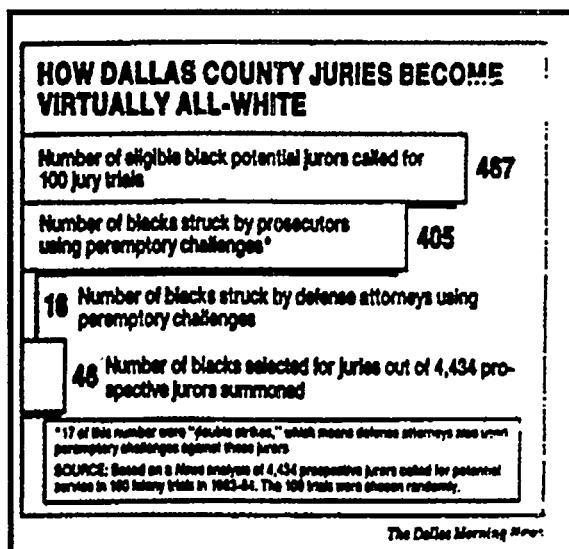 HOW DALLAS COUNTY JURIES BECOME
VIRTUALLY ALL-WHITE
Number of eligible black potential jurors called for
100 jury trials
467
Number of blacks struck by prosecutors
using peremptory challenges*
405
16 Number of blacks struck by defense attorneys using
peremptory challenges
46 Number of blacks selected for juries out of 4,434 pro-
spective jurors summoned
*17 of this number were "double strikes," which means defense attorneys also used
peremptory challenges against these jurors
SOURCE: Based on a News analysis of 4,434 prospective jurors called for potential
service in 100 felony trials in 1983-84. The 100 trials were chosen randomly.
The Dallas Morning News